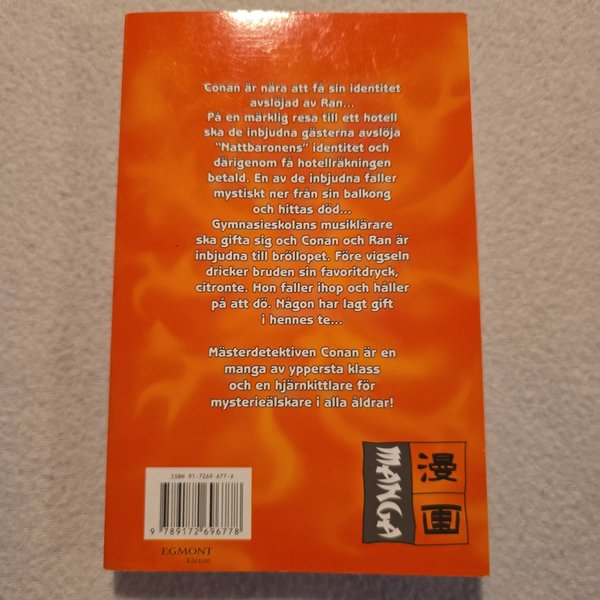 Conan är nära att få sin identitet
avslöjad av Ran...
På en märklig resa till ett hotell
ska de inbjudna gästerna avslöja
"Nattbaronens" identitet och
därigenom få hotellräkningen
betald. En av de inbjudna faller
mystiskt ner från sin balkong
och hittas död...
Gymnasieskolans musiklärare
ska gifta sig och Conan och Ran är
inbjudna till bröllopet. Före vigseln
dricker bruden sin favoritdryck,
citronte. Hon faller ihop och håller
på att dö. Någon har lagt gift
i hennes te...
Mästerdetektiven Conan är en
manga av yppersta klass
och en hjärnkittlare för
mysterieälskare i alla åldrar!
ISBN 91-7269-677-X
9 789172 696778
EGMONT
Kärnan
MANGA
漫
画